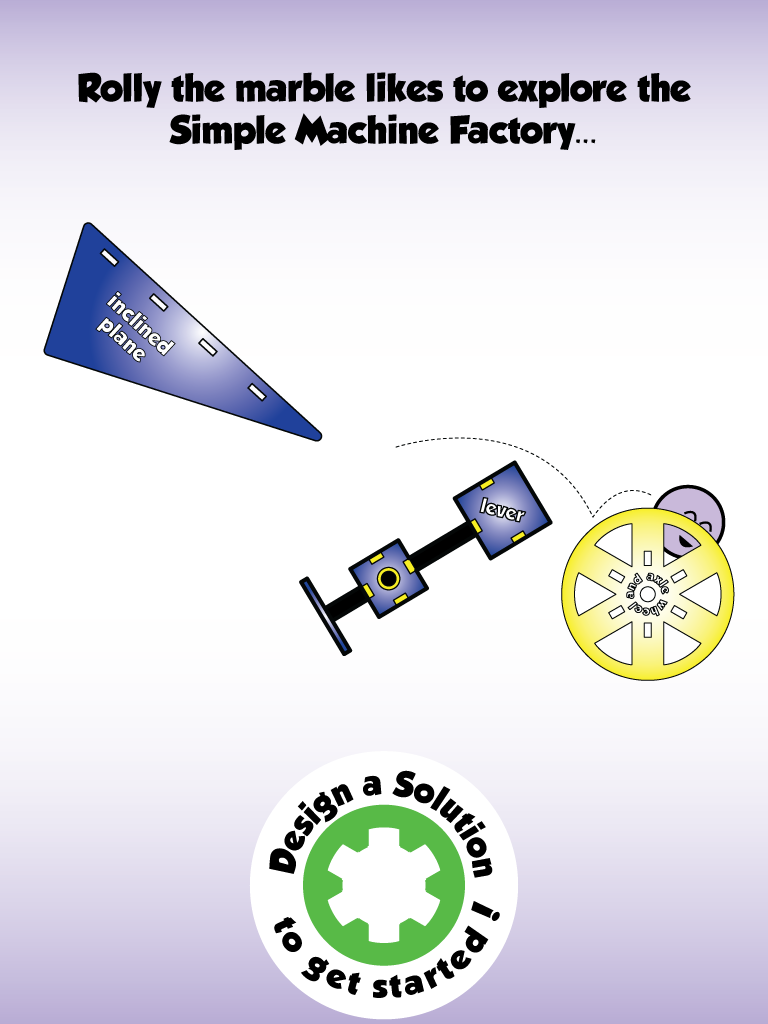 Rolly the marble likes to explore the
Simple Machine Factory...
inclined
plane
lever
wheel and axle
Design a Solution
to get started!